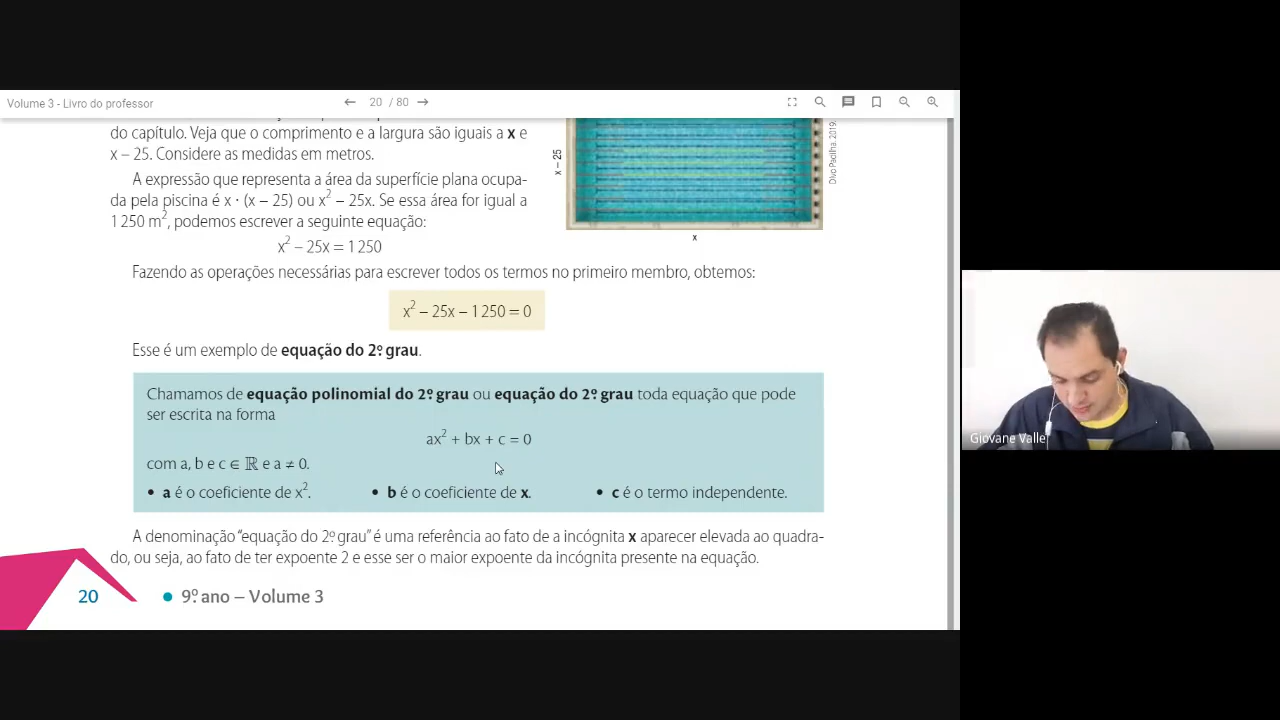 Volume 3 - Livro do professor
20 / 80
do capítulo. Veja que o comprimento e a largura são iguais a x e
x – 25. Considere as medidas em metros.
A expressão que representa a área da superfície plana ocupa-
da pela piscina é x · (x – 25) ou x² – 25x. Se essa área for igual a
1 250 m², podemos escrever a seguinte equação:
x² – 25x = 1 250
x – 25
x
Divo Padilha. 2019.
Fazendo as operações necessárias para escrever todos os termos no primeiro membro, obtemos:
x² – 25x – 1 250 = 0
Esse é um exemplo de equação do 2º. grau.
Chamamos de equação polinomial do 2º. grau ou equação do 2º. grau toda equação que pode
ser escrita na forma
ax² + bx + c = 0
com a, b e c ∈ ℝ e a ≠ 0.
• a é o coeficiente de x².
• b é o coeficiente de x.
• c é o termo independente.
A denominação "equação do 2º. grau" é uma referência ao fato de a incógnita x aparecer elevada ao quadra-
do, ou seja, ao fato de ter expoente 2 e esse ser o maior expoente da incógnita presente na equação.
20
• 9º. ano – Volume 3
Giovane Valle